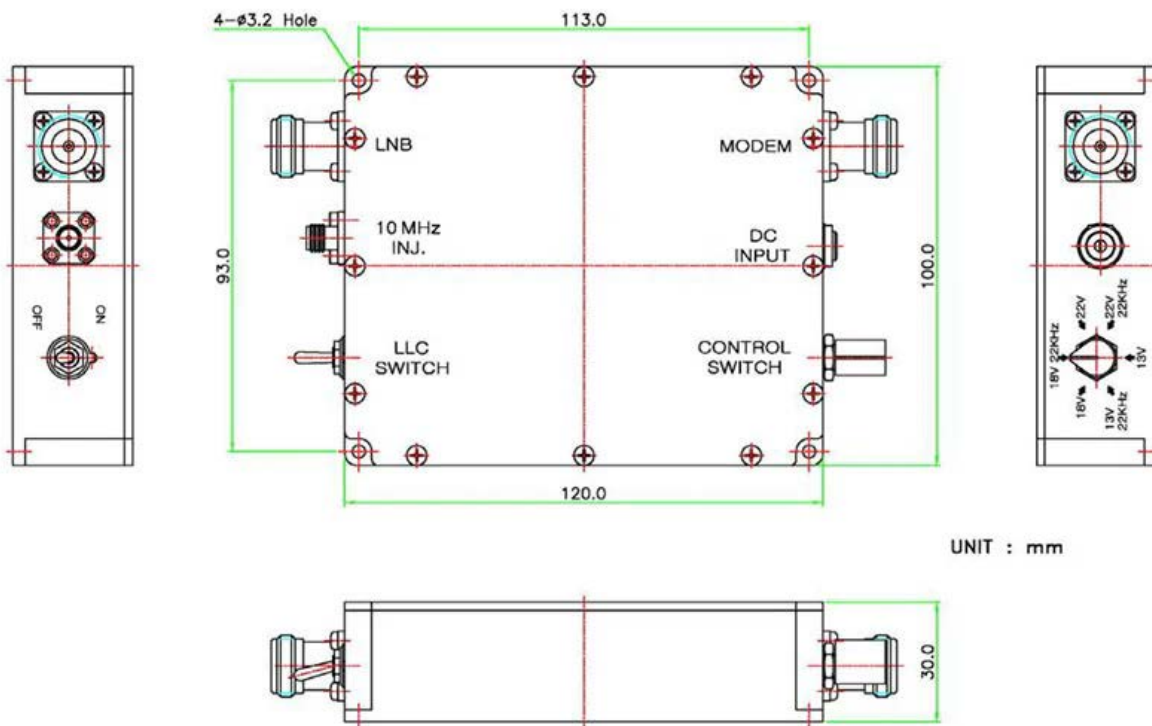 4-ø3.2 Hole
113.0
LNB
MODEM
10 MHz
INJ.
DC
INPUT
93.0
100.0
OFF
ON
LLC
SWITCH
CONTROL
SWITCH
22V
22V
22KHz
18V 22KHz
13V
18V
13V
22KHz
120.0
UNIT : mm
30.0